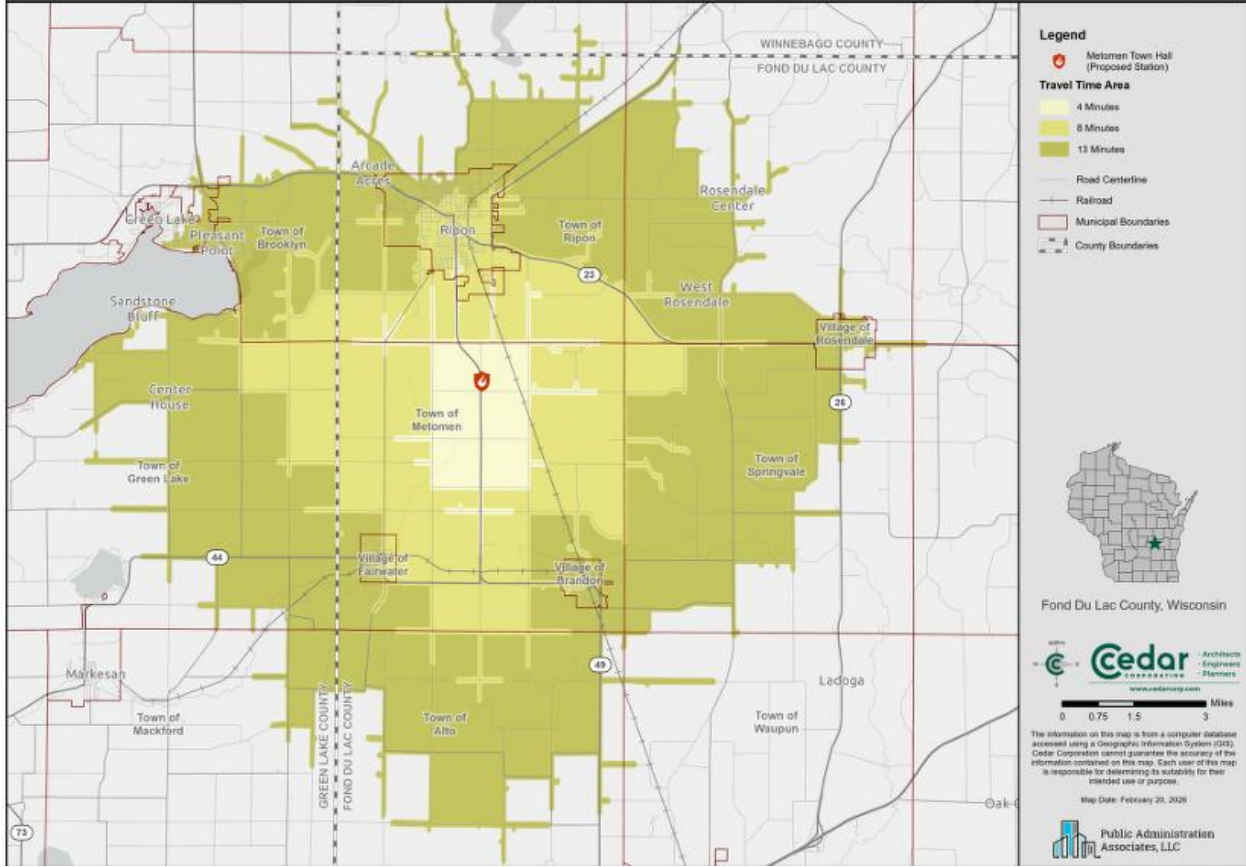 WINNEBAGO COUNTY
FOND DU LAC COUNTY
Arcade
Acres
Rosendale
Center
Green Lake
Pleasant
Point
Town of
Brooklyn
Ripon
Town of
Ripon
23
Sandstone
Bluff
West
Rosendale
Village of
Rosendale
Center
House
Town of
Metomen
26
Town of
Green Lake
Town of
Springvale
44
Village of
Fairwater
Village of
Brandon
Markesan
49
Ladoga
Town of
Mackford
Town of
Alto
Town of
Waupun
GREEN LAKE COUNTY
FOND DU LAC COUNTY
73
Legend
Metomen Town Hall
(Proposed Station)
Travel Time Area
4 Minutes
8 Minutes
13 Minutes
Road Centerline
Railroad
Municipal Boundaries
County Boundaries
Fond Du Lac County, Wisconsin
Cedar
CORPORATION
· Architects
· Engineers
· Planners
www.cedarcorp.com
Miles
0 0.75 1.5 3
The information on this map is from a computer database
accessed using a Geographic Information System (GIS).
Cedar Corporation cannot guarantee the accuracy of the
information contained on this map. Each user of this map
is responsible for determining its suitability for their
intended use or purpose.
Map Date: February 20, 2026
Public Administration
Associates, LLC